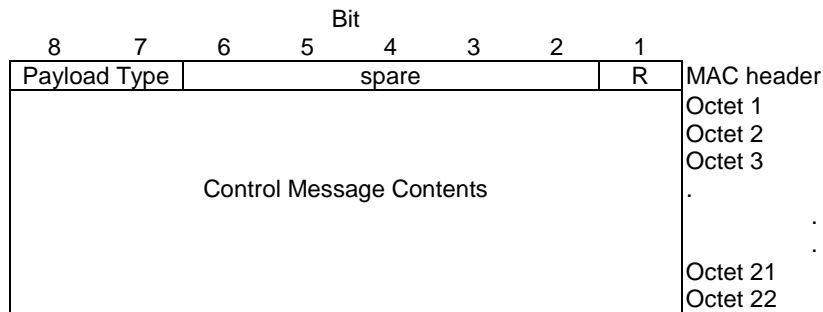 Bit
8 7 6 5 4 3 2 1
Payload Type spare R MAC header
Octet 1
Octet 2
Octet 3
Control Message Contents .
.
.
Octet 21
Octet 22